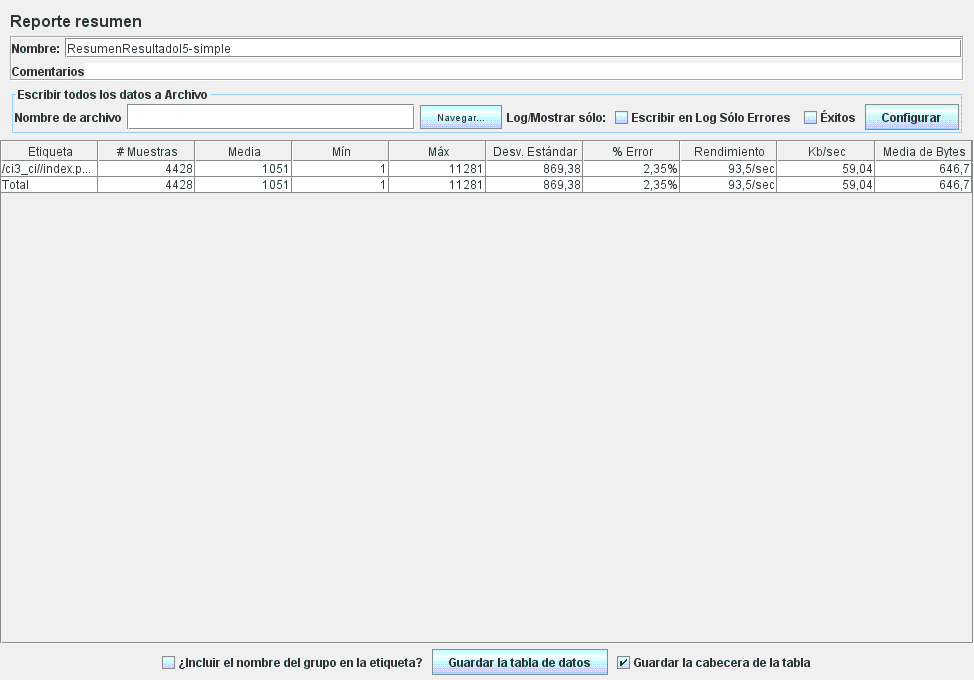 Reporte resumen
Nombre: ResumenResultadoI5-simple
Comentarios
Escribir todos los datos a Archivo
Nombre de archivo Navegar... Log/Mostrar sólo: Escribir en Log Sólo Errores Éxitos Configurar
Etiqueta # Muestras Media Mín Máx Desv. Estándar % Error Rendimiento Kb/sec Media de Bytes
/ci3_ci//index.p... 4428 1051 1 11281 869,38 2,35% 93,5/sec 59,04 646,7
Total 4428 1051 1 11281 869,38 2,35% 93,5/sec 59,04 646,7
¿Incluir el nombre del grupo en la etiqueta? Guardar la tabla de datos Guardar la cabecera de la tabla